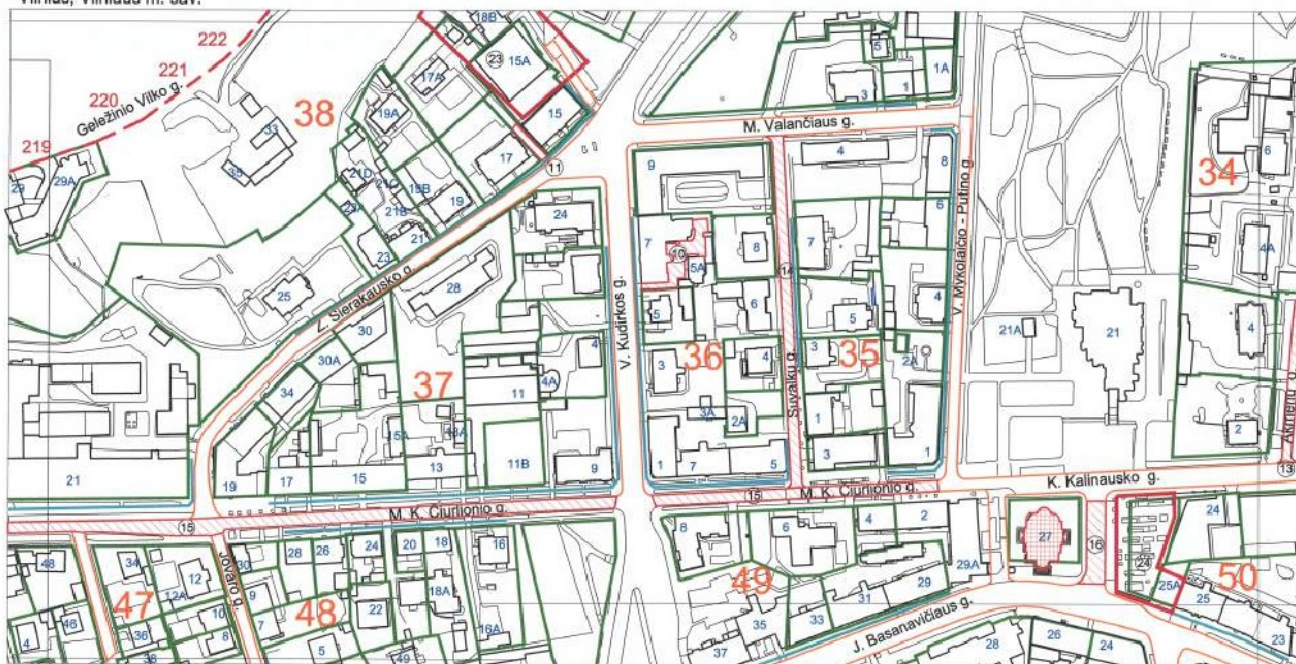 Vilnius, Vilniaus m. sav.
222
221
220
219
Geležinio Vilko g.
38
33
35
29
29A
18B
15A
23
17A
19A
15
17
11
19B
19
21D
21C
21B
23A
21
23
25
Z. Sierakausko g.
24
28
30
30A
34
37
4
4A
11
15A
13A
13
11B
9
19
17
15
21
V. Kudirkos g.
M. Valančiaus g.
5
3
1
1A
9
7
10
5A
8
6
5
3
4
36
3A
2A
1
7
5
14
Suvalkų g.
4
8
6
7
5
4
3
35
2A
1
3
1
V. Mykolaičio - Putino g.
34
6
4A
21A
21
4
2
13
K. Kalinausko g.
M. K. Čiurlionio g.
15
M. K. Čiurlionio g.
15
48
34
12
12A
47
46
4
36
38
10
8
Jovaro g.
30
28
26
24
20
18
16
9
7
48
22
18A
16A
5
49
8
6
4
2
49
29
29A
31
33
35
37
J. Basanavičiaus g.
27
16
24
24
25A
25
50
23
28
26
24